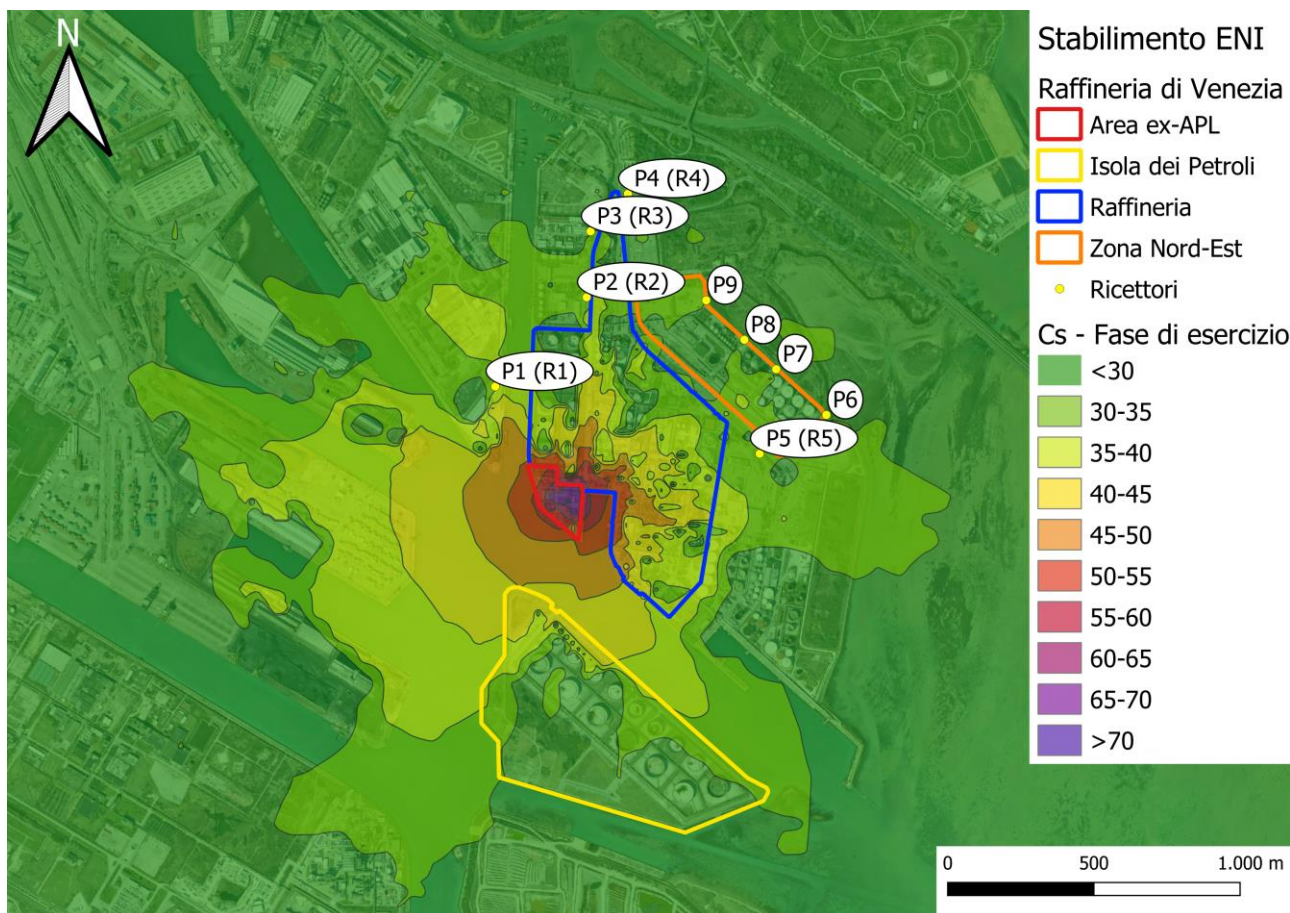 N
P4 (R4)
P3 (R3)
P2 (R2)
P9
P8
P7
P1 (R1)
P6
P5 (R5)
Stabilimento ENI
Raffineria di Venezia
Area ex-APL
Isola dei Petroli
Raffineria
Zona Nord-Est
Ricettori
Cs - Fase di esercizio
<30
30-35
35-40
40-45
45-50
50-55
55-60
60-65
65-70
>70
0 500 1.000 m